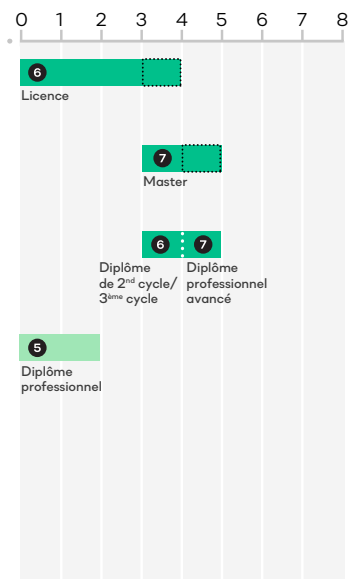 0 1 2 3 4 5 6 7 8
6
Licence
7
Master
6 7
Diplôme
de 2nd cycle/
3ème cycle
Diplôme
professionnel
avancé
5
Diplôme
professionnel